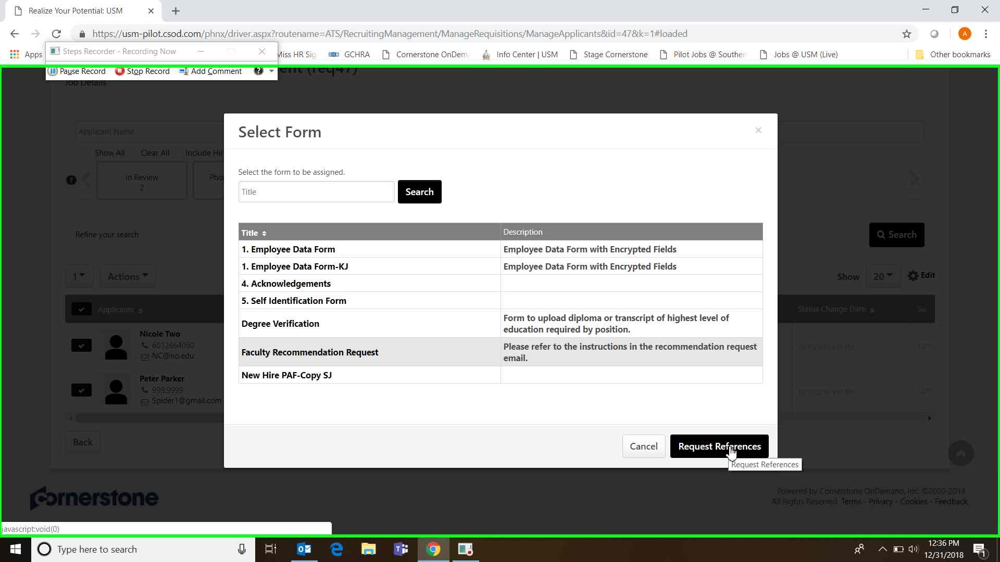 Realize Your Potential: USM
https://usm-pilot.csod.com/phnx/driver.aspx?routename=ATS/RecruitingManagement/ManageRequisitions/ManageApplicants&id=47&k=1#loaded
A
Apps
Steps Recorder - Recording Now
Miss HR Sig
GCHRA
Cornerstone OnDem
Info Center | USM
Stage Cornerstone
Pilot Jobs @ Souther
Jobs @ USM (Live)
Other bookmarks
Pause Record
Stop Record
Add Comment
ent (req47)
Job Details
Select Form
Applicant Name
Show All
Clear All
Include Hir
Select the form to be assigned.
In Review
2
Pho
Title
Search
Refine your search
Search
Title
Description
1. Employee Data Form
Employee Data Form with Encrypted Fields
1. Employee Data Form-KJ
Employee Data Form with Encrypted Fields
4. Acknowledgements
5. Self Identification Form
Degree Verification
Form to upload diploma or transcript of highest level of
education required by position.
Faculty Recommendation Request
Please refer to the instructions in the recommendation request
email.
New Hire PAF-Copy SJ
1
Actions
Show
20
Edit
Applicants
Status Change Date
Su
Nicole Two
6012664050
NC@no.edu
Peter Parker
999.9999
Spider1@gmail.com
Back
Cancel
Request References
Request References
cornerstone
Powered by Cornerstone OnDemand, Inc. ©2000-2018
All Rights Reserved. Terms - Privacy - Cookies - Feedback
javascript:void(0)
Type here to search
12:36 PM
12/31/2018
1